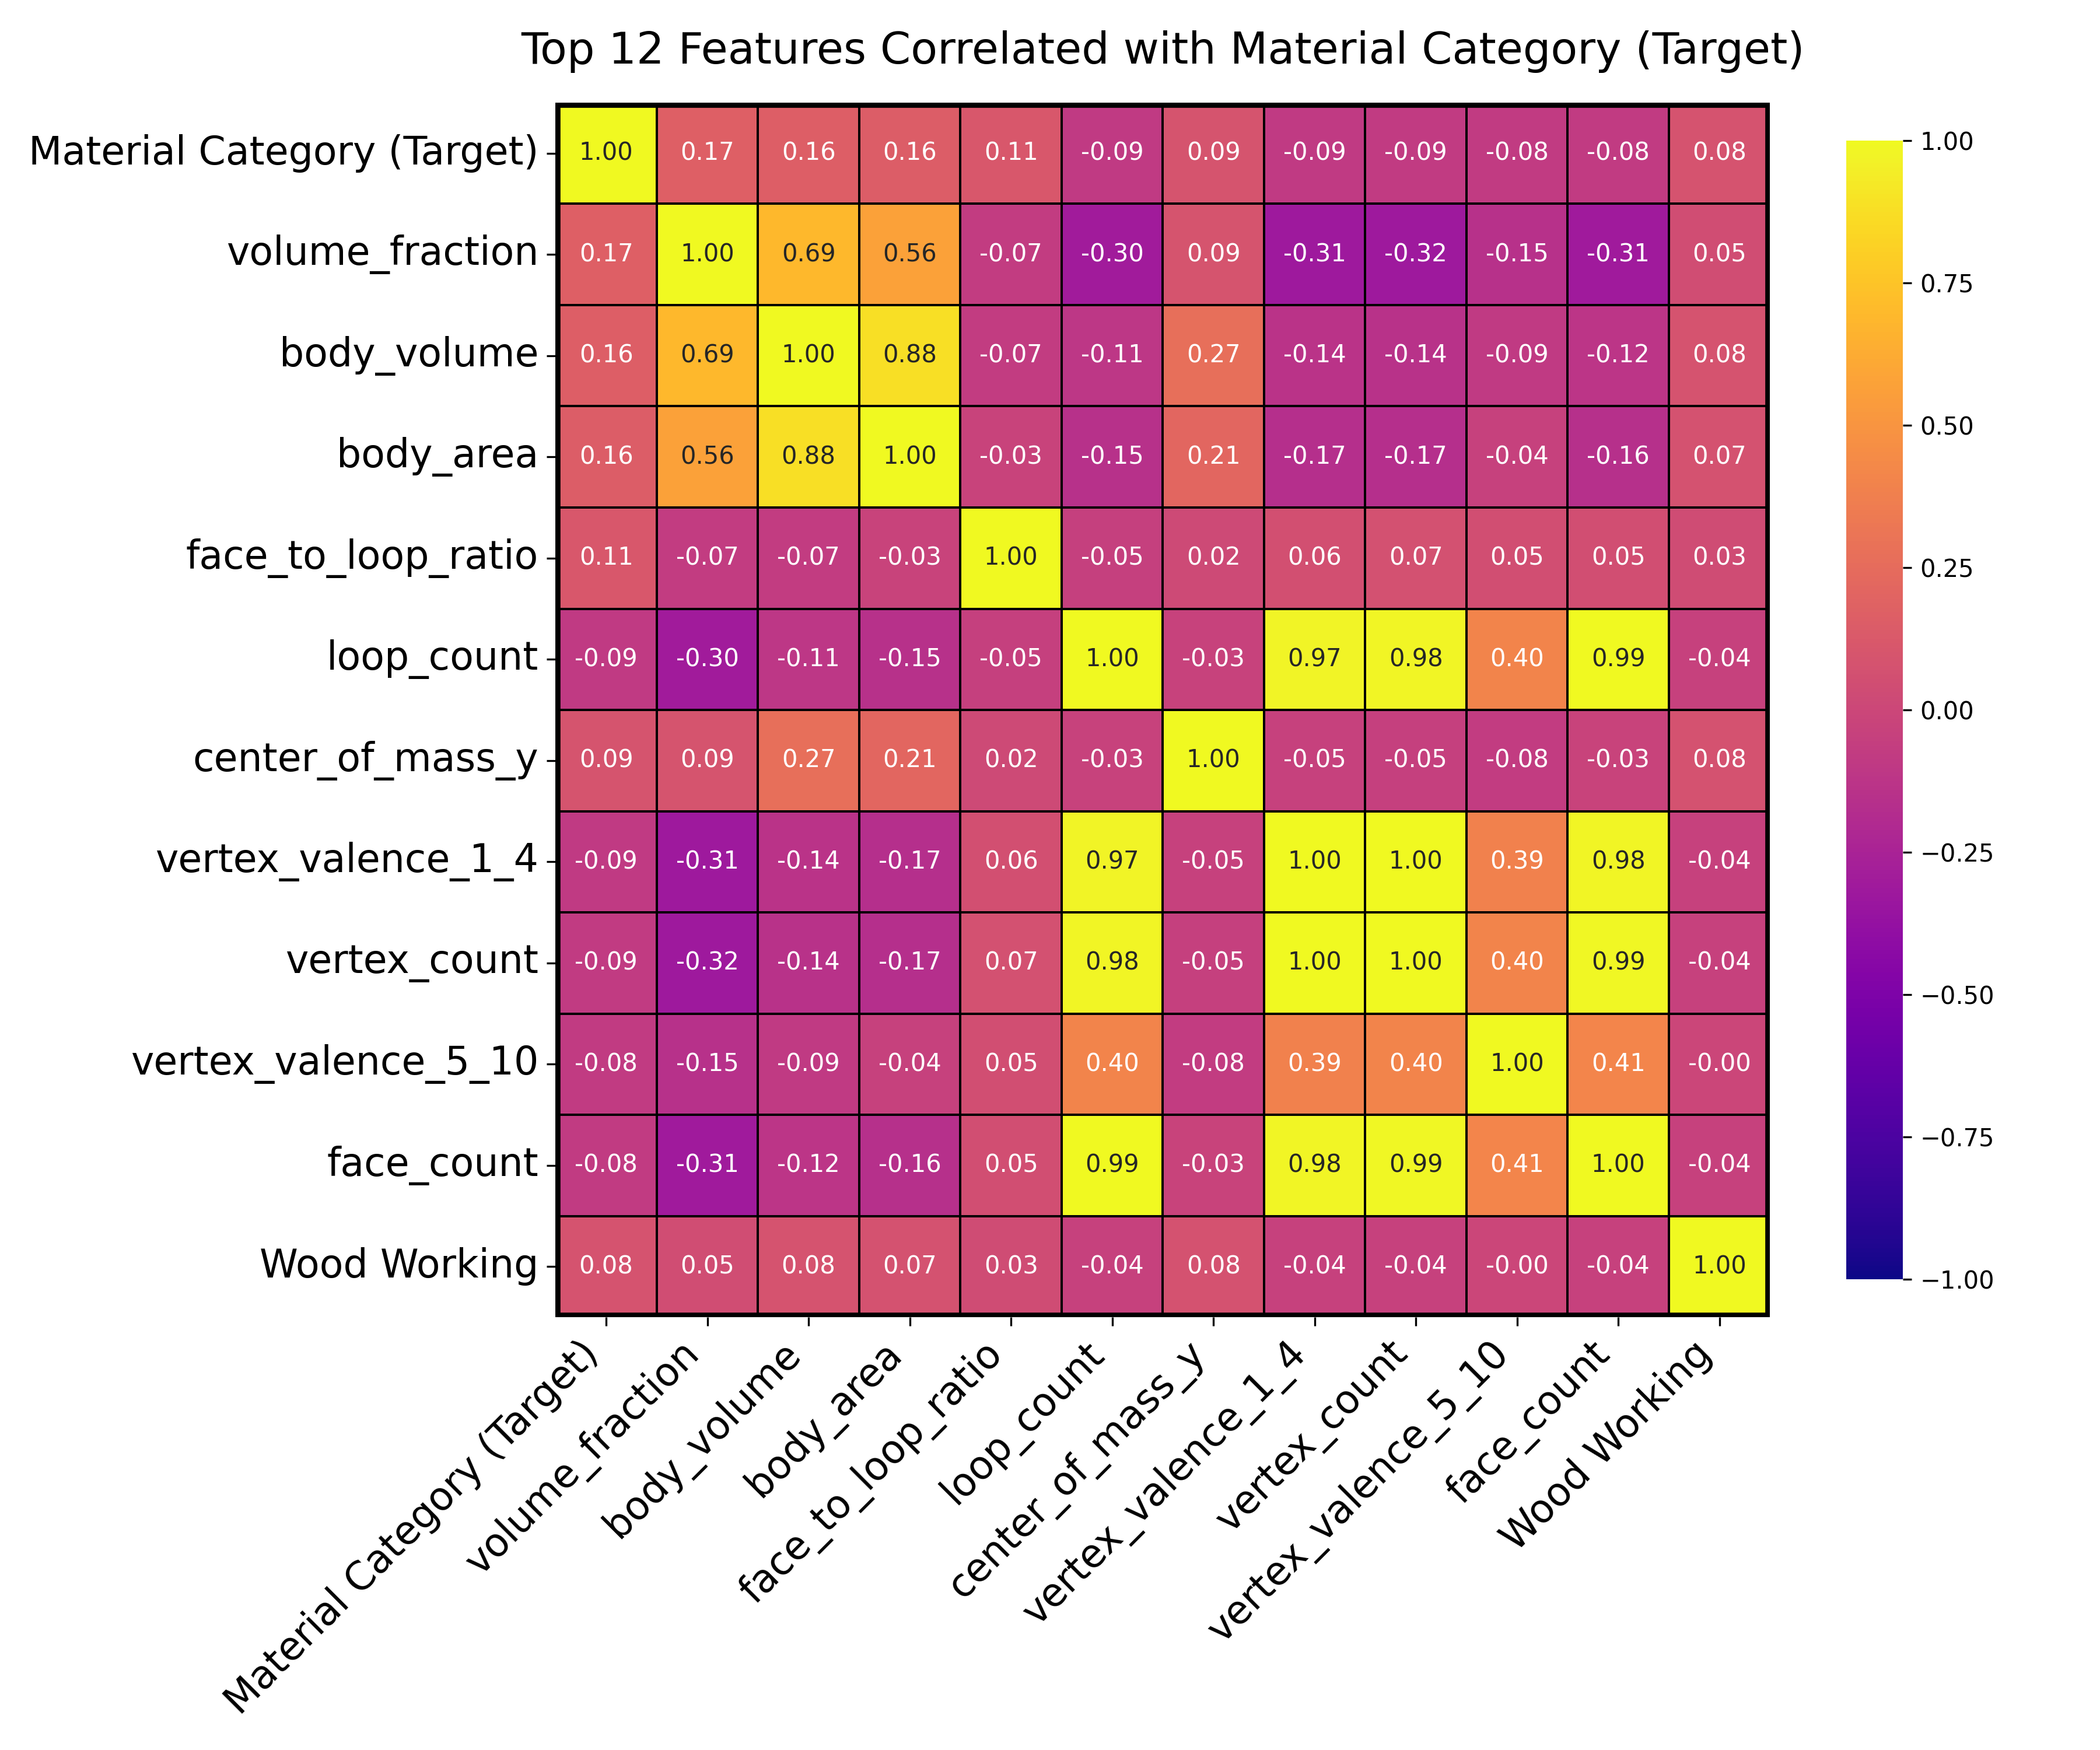 Top 12 Features Correlated with Material Category (Target)
Material Category (Target) 1.00 0.17 0.16 0.16 0.11 -0.09 0.09 -0.09 -0.09 -0.08 -0.08 0.08
volume_fraction 0.17 1.00 0.69 0.56 -0.07 -0.30 0.09 -0.31 -0.32 -0.15 -0.31 0.05
body_volume 0.16 0.69 1.00 0.88 -0.07 -0.11 0.27 -0.14 -0.14 -0.09 -0.12 0.08
body_area 0.16 0.56 0.88 1.00 -0.03 -0.15 0.21 -0.17 -0.17 -0.04 -0.16 0.07
face_to_loop_ratio 0.11 -0.07 -0.07 -0.03 1.00 -0.05 0.02 0.06 0.07 0.05 0.05 0.03
loop_count -0.09 -0.30 -0.11 -0.15 -0.05 1.00 -0.03 0.97 0.98 0.40 0.99 -0.04
center_of_mass_y 0.09 0.09 0.27 0.21 0.02 -0.03 1.00 -0.05 -0.05 -0.08 -0.03 0.08
vertex_valence_1_4 -0.09 -0.31 -0.14 -0.17 0.06 0.97 -0.05 1.00 1.00 0.39 0.98 -0.04
vertex_count -0.09 -0.32 -0.14 -0.17 0.07 0.98 -0.05 1.00 1.00 0.40 0.99 -0.04
vertex_valence_5_10 -0.08 -0.15 -0.09 -0.04 0.05 0.40 -0.08 0.39 0.40 1.00 0.41 -0.00
face_count -0.08 -0.31 -0.12 -0.16 0.05 0.99 -0.03 0.98 0.99 0.41 1.00 -0.04
Wood Working 0.08 0.05 0.08 0.07 0.03 -0.04 0.08 -0.04 -0.04 -0.00 -0.04 1.00
Material Category (Target)
volume_fraction
body_volume
body_area
face_to_loop_ratio
loop_count
center_of_mass_y
vertex_valence_1_4
vertex_count
vertex_valence_5_10
face_count
Wood Working
1.00
0.75
0.50
0.25
0.00
−0.25
−0.50
−0.75
−1.00